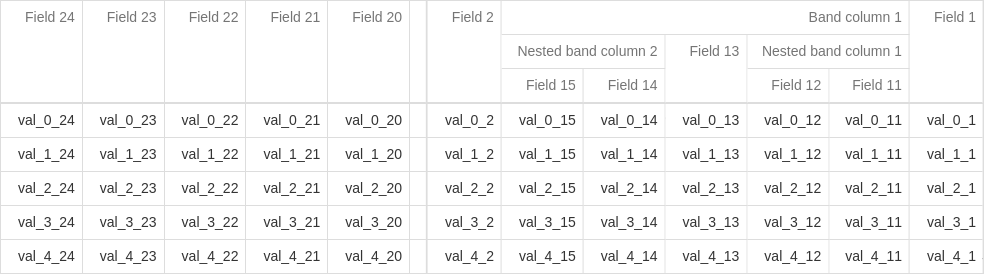 Field 24 Field 23 Field 22 Field 21 Field 20 Field 2 Band column 1 Field 1
Nested band column 2 Field 13 Nested band column 1
Field 15 Field 14 Field 12 Field 11
val_0_24 val_0_23 val_0_22 val_0_21 val_0_20 val_0_2 val_0_15 val_0_14 val_0_13 val_0_12 val_0_11 val_0_1
val_1_24 val_1_23 val_1_22 val_1_21 val_1_20 val_1_2 val_1_15 val_1_14 val_1_13 val_1_12 val_1_11 val_1_1
val_2_24 val_2_23 val_2_22 val_2_21 val_2_20 val_2_2 val_2_15 val_2_14 val_2_13 val_2_12 val_2_11 val_2_1
val_3_24 val_3_23 val_3_22 val_3_21 val_3_20 val_3_2 val_3_15 val_3_14 val_3_13 val_3_12 val_3_11 val_3_1
val_4_24 val_4_23 val_4_22 val_4_21 val_4_20 val_4_2 val_4_15 val_4_14 val_4_13 val_4_12 val_4_11 val_4_1